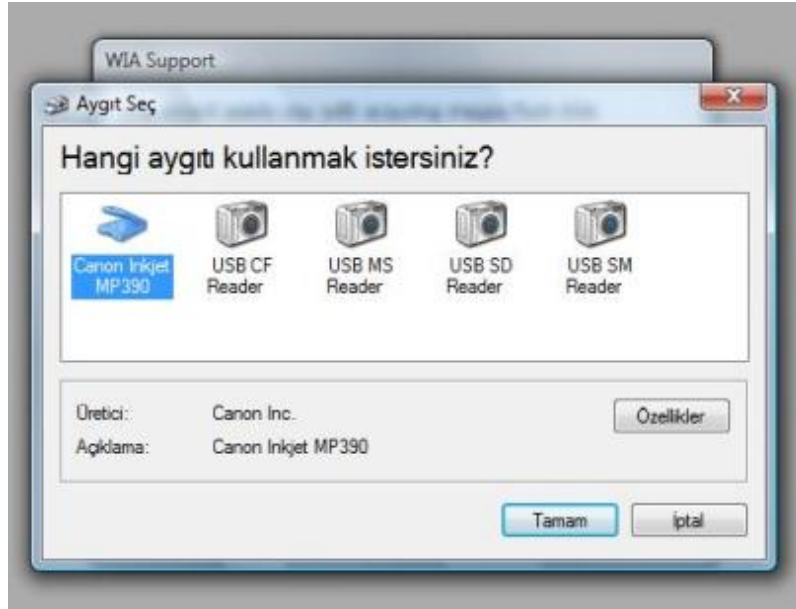 WIA Support
Aygıt Seç
Hangi aygıtı kullanmak istersiniz?
Canon Inkjet
MP390
USB CF
Reader
USB MS
Reader
USB SD
Reader
USB SM
Reader
Üretici: Canon Inc.
Açıklama: Canon Inkjet MP390
Özellikler
Tamam
İptal